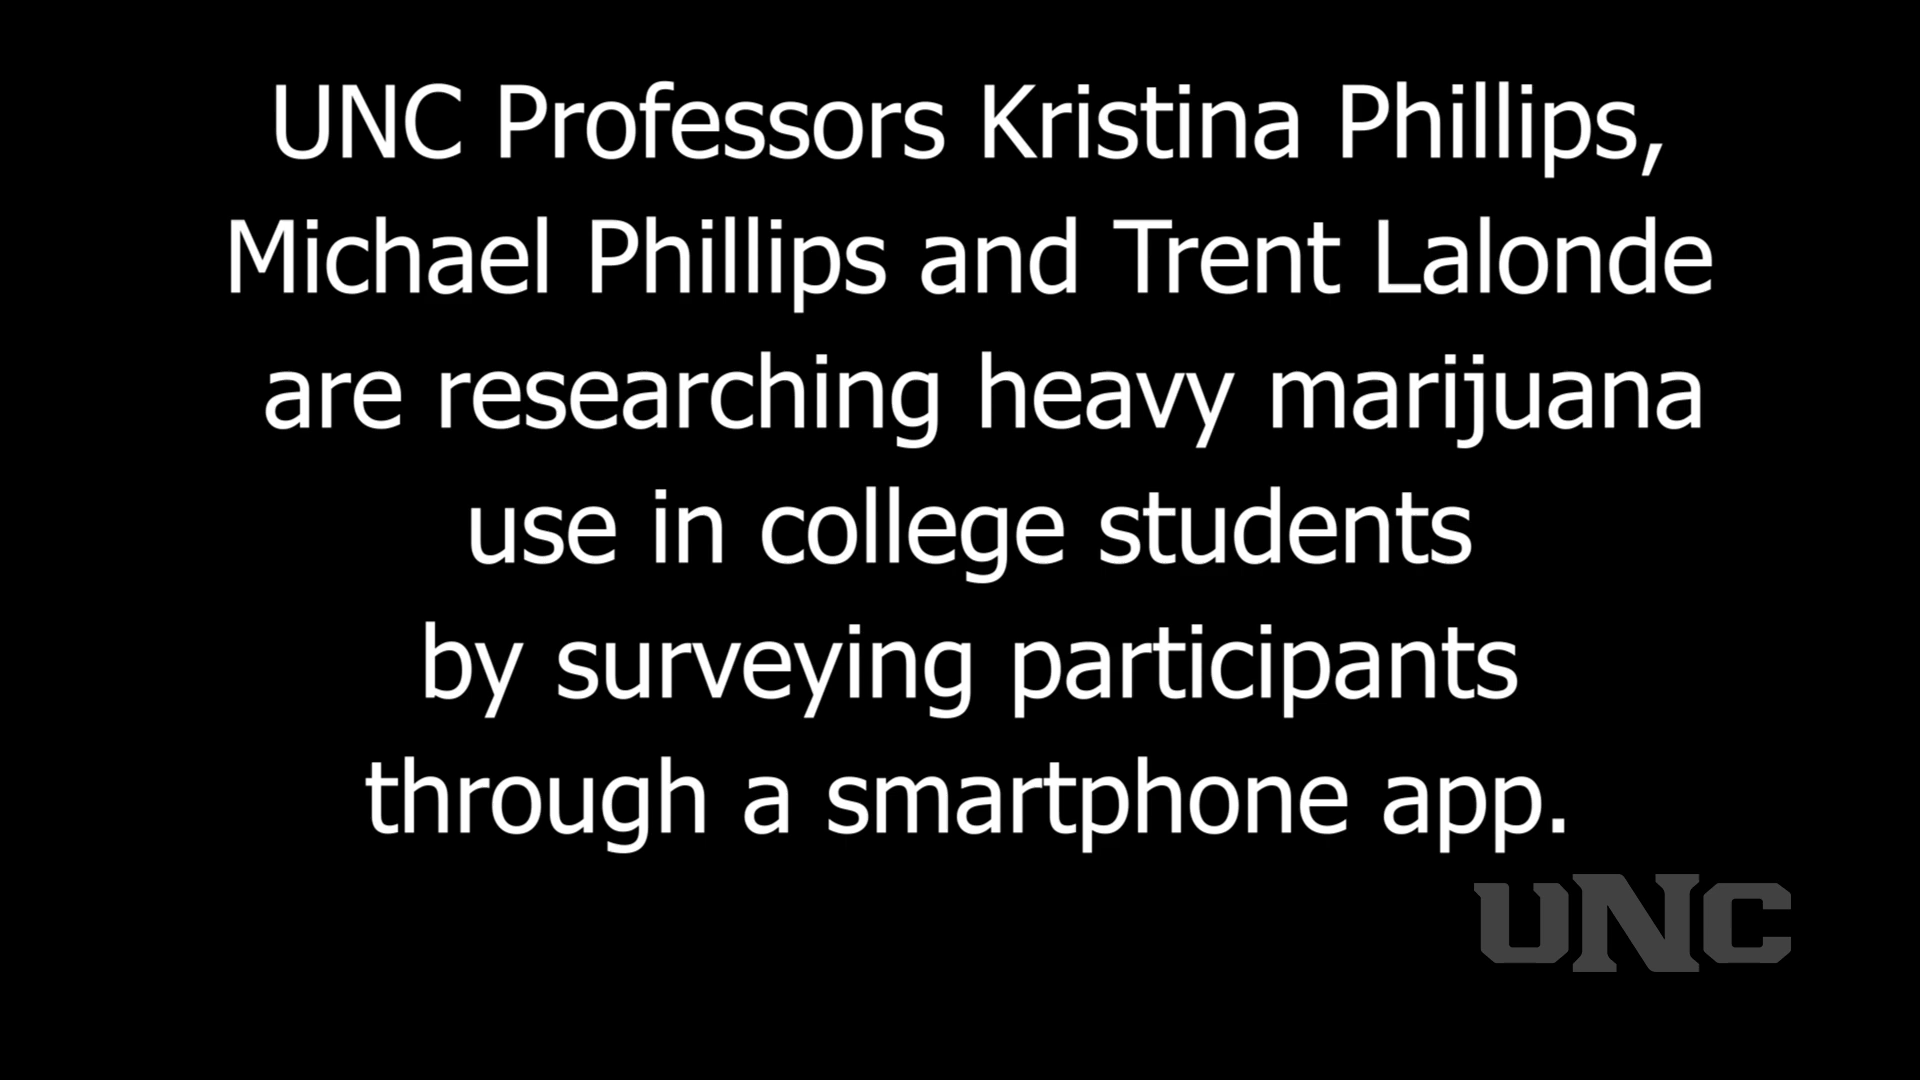 UNC Professors Kristina Phillips,
Michael Phillips and Trent Lalonde
are researching heavy marijuana
use in college students
by surveying participants
through a smartphone app.
UNC